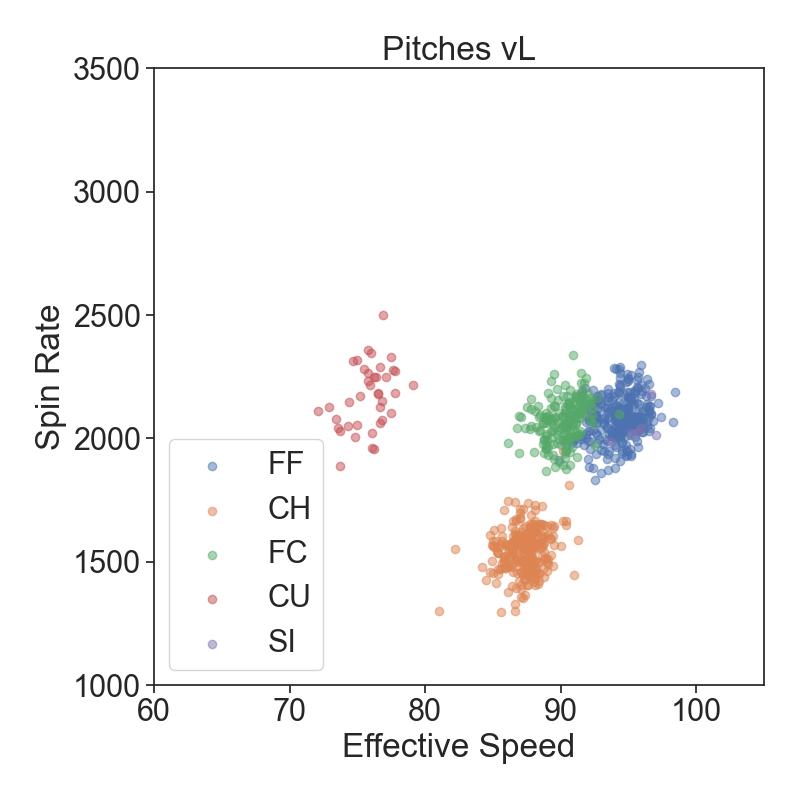 Pitches vL
3500
3000
2500
2000
1500
1000
Spin Rate
FF
CH
FC
CU
SI
60 70 80 90 100
Effective Speed